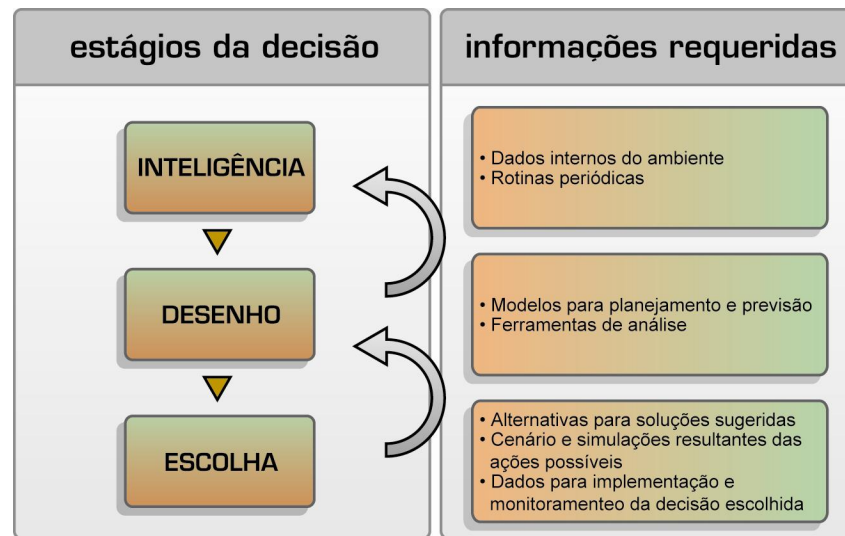 estágios da decisão
INTELIGÊNCIA
DESENHO
ESCOLHA
informações requeridas
• Dados internos do ambiente
• Rotinas periódicas
• Modelos para planejamento e previsão
• Ferramentas de análise
• Alternativas para soluções sugeridas
• Cenário e simulações resultantes das
ações possíveis
• Dados para implementação e
monitoramteo da decisão escolhida